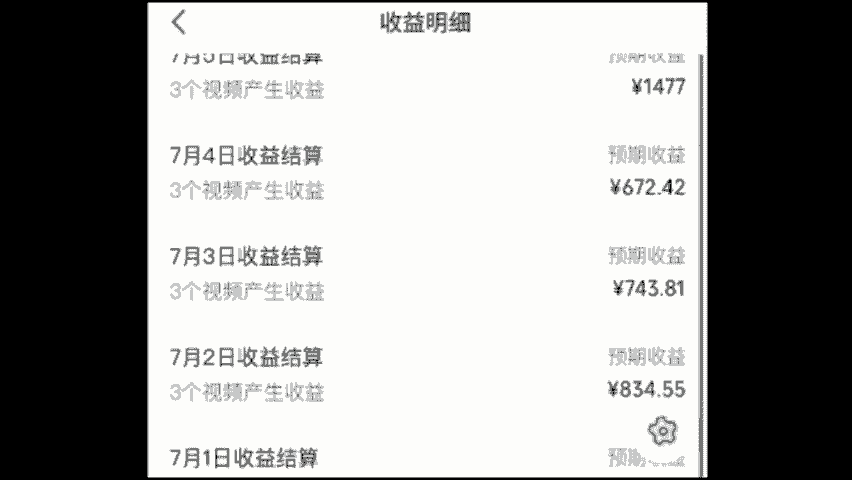 收益明细
7月5日收益结算
预期收益
3个视频产生收益
¥1477
7月4日收益结算
预期收益
3个视频产生收益
¥672.42
7月3日收益结算
预期收益
3个视频产生收益
¥743.81
7月2日收益结算
预期收益
3个视频产生收益
¥834.55
7月1日收益结算
预期收益